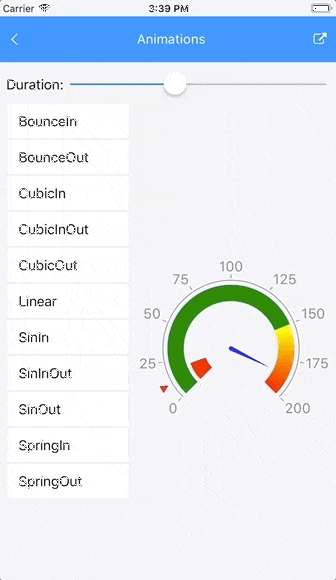 Carrier 3:39 PM
Animations
Duration:
BounceIn
BounceOut
CubicIn
CubicInOut
CubicOut
Linear
SinIn
SinInOut
SinOut
SpringIn
SpringOut
100
75 125
50 150
25 175
0 200